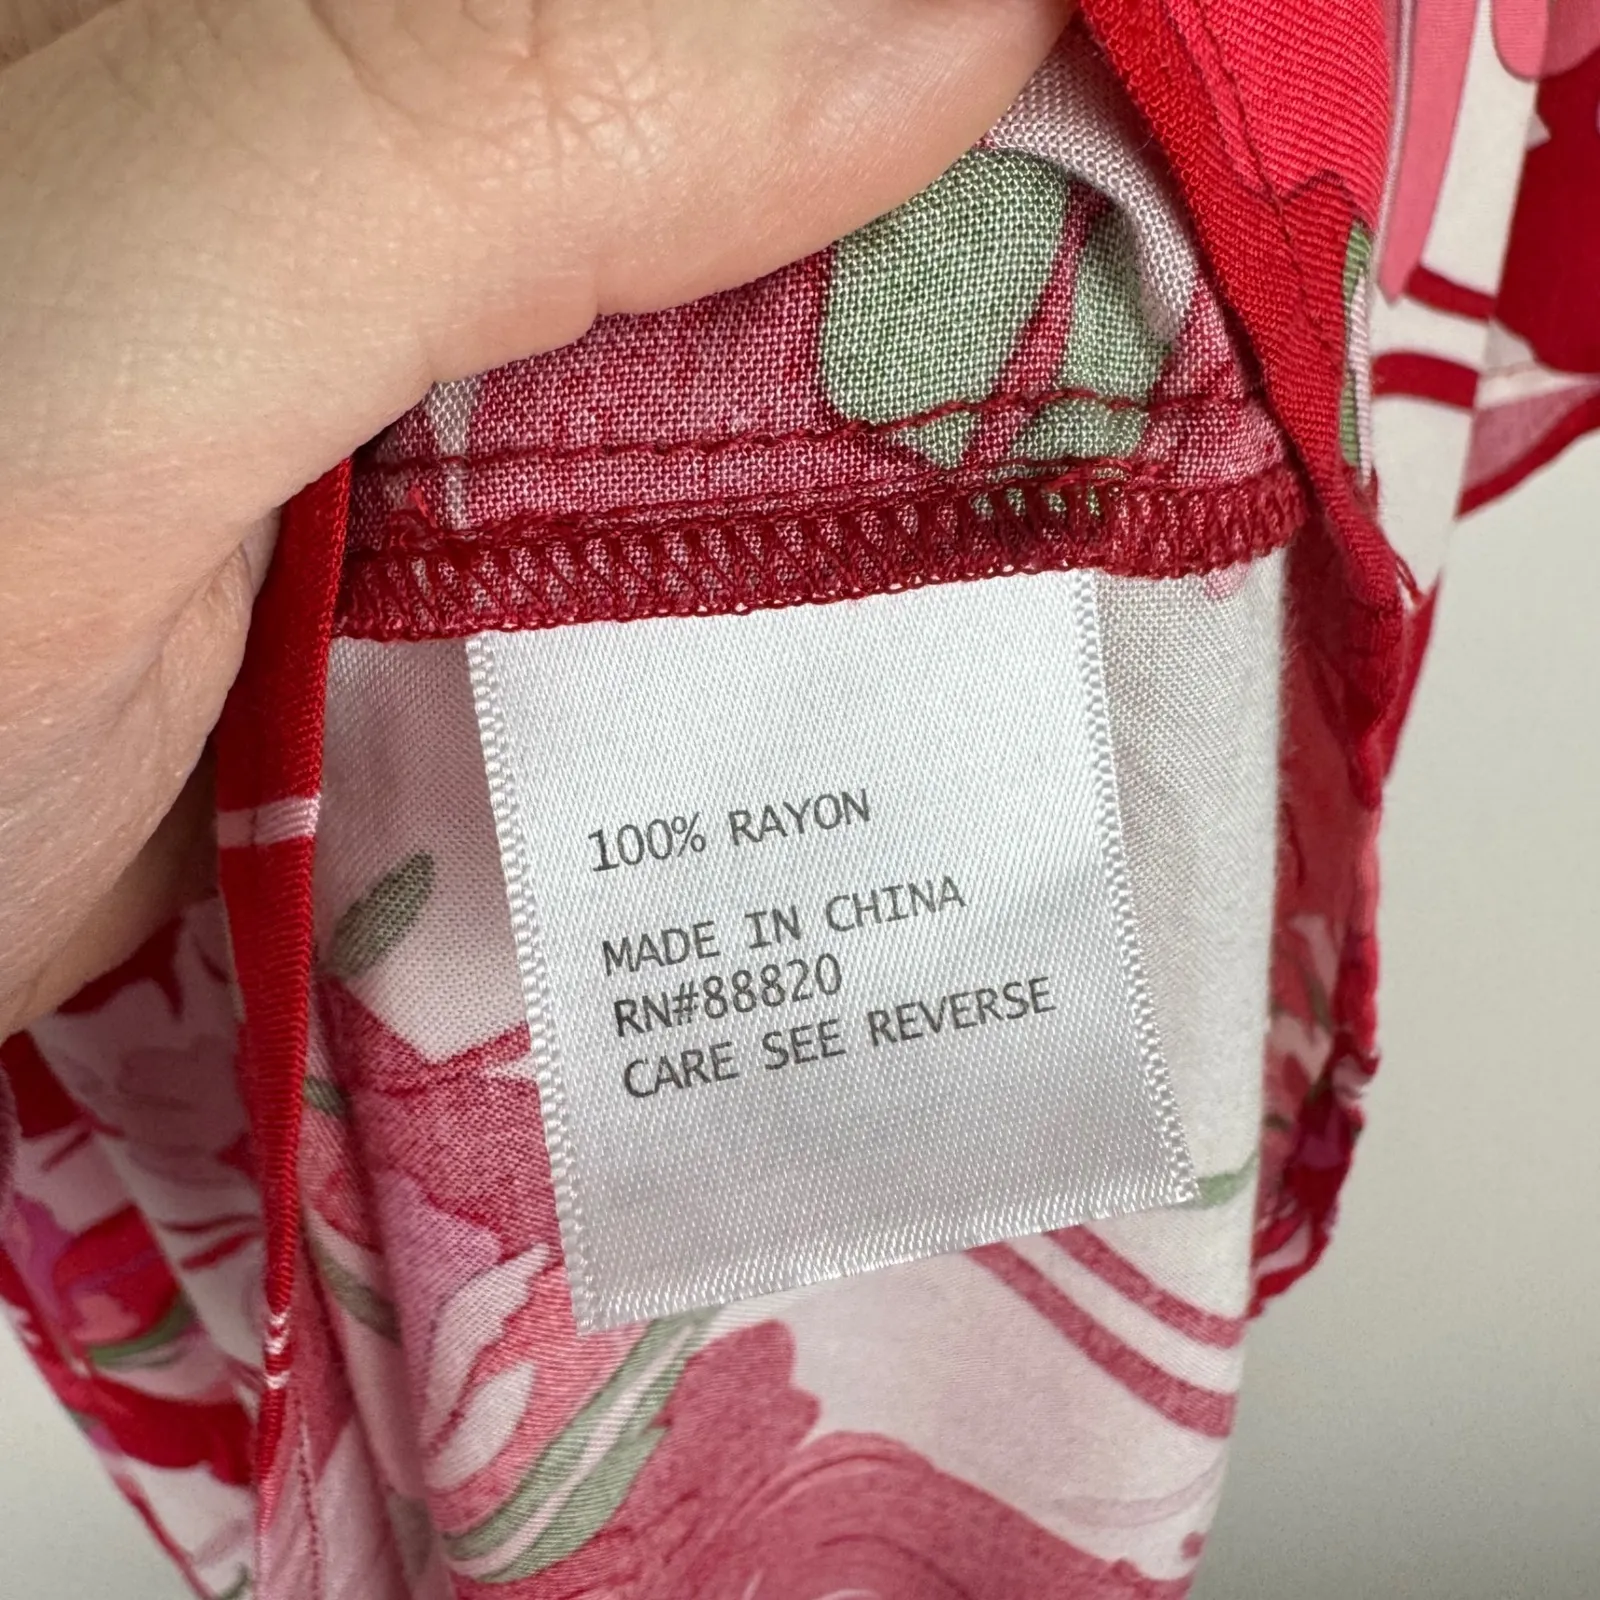 100% RAYON
MADE IN CHINA
RN#88820
CARE SEE REVERSE